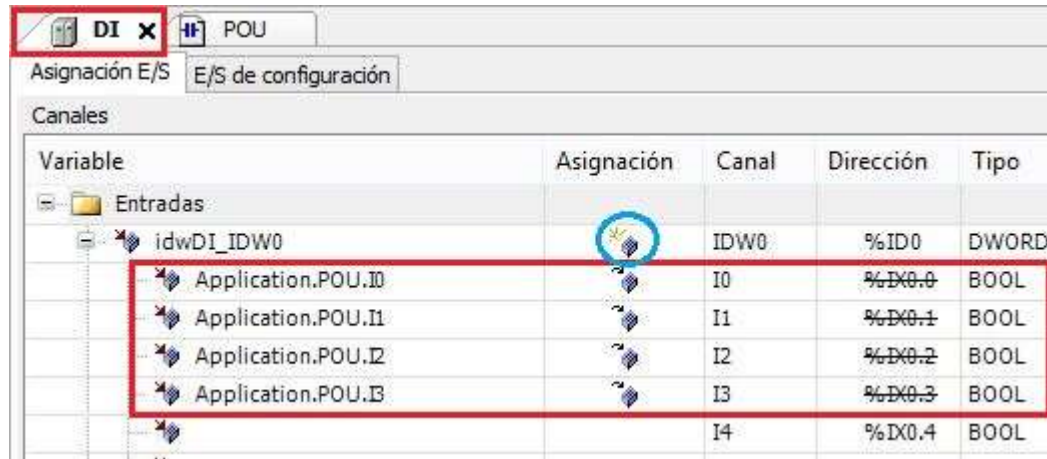 DI POU
Asignación E/S E/S de configuración
Canales
Variable Asignación Canal Dirección Tipo
Entradas
idwDI_IDW0 IDW0 %ID0 DWORD
Application.POU.I0 I0 %IX0.0 BOOL
Application.POU.I1 I1 %IX0.1 BOOL
Application.POU.I2 I2 %IX0.2 BOOL
Application.POU.I3 I3 %IX0.3 BOOL
I4 %IX0.4 BOOL